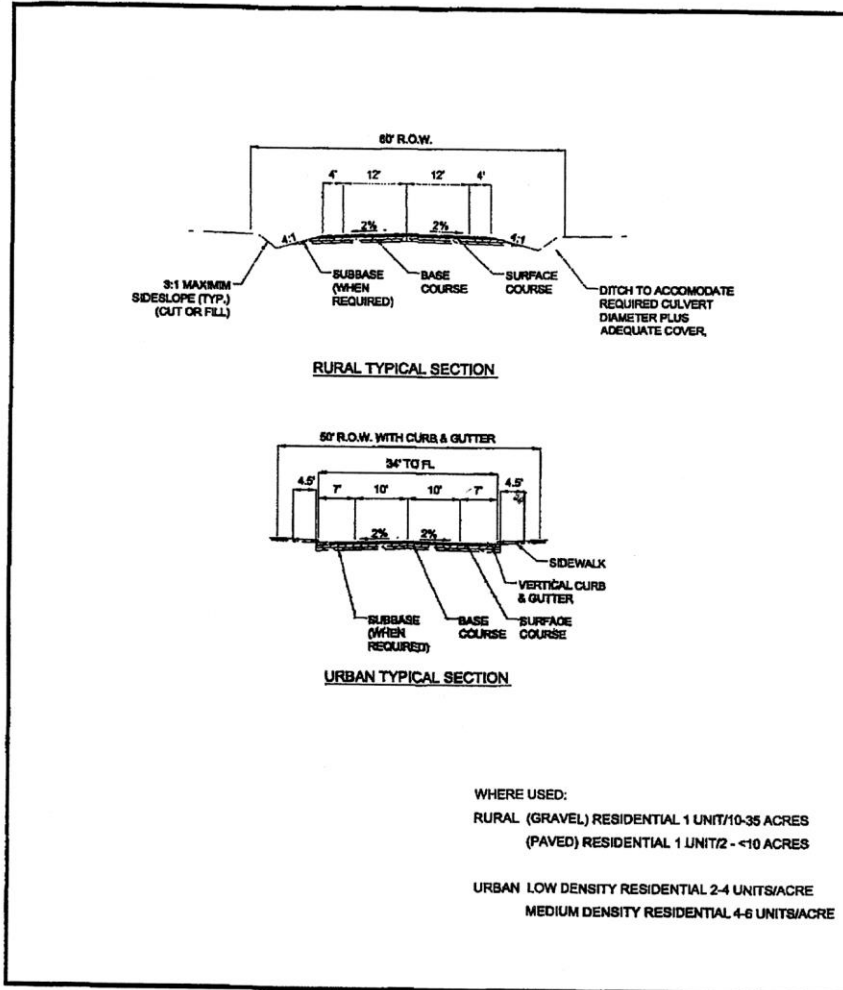 60' R.O.W.
4' 12' 12' 4'
2% 2%
4:1 4:1
3:1 MAXIMIM
SIDESLOPE (TYP.)
(CUT OR FILL)
SUBBASE
(WHEN
REQUIRED)
BASE
COURSE
SURFACE
COURSE
DITCH TO ACCOMODATE
REQUIRED CULVERT
DIAMETER PLUS
ADEQUATE COVER.
RURAL TYPICAL SECTION
50' R.O.W. WITH CURB & GUTTER
34' TO FL
4.5' 7' 10' 10' 7' 4.5'
2% 2%
SIDEWALK
VERTICAL CURB
& GUTTER
SUBBASE
(WHEN
REQUIRED)
BASE
COURSE
SURFACE
COURSE
URBAN TYPICAL SECTION
WHERE USED:
RURAL (GRAVEL) RESIDENTIAL 1 UNIT/10-35 ACRES
(PAVED) RESIDENTIAL 1 UNIT/2 - <10 ACRES
URBAN LOW DENSITY RESIDENTIAL 2-4 UNITS/ACRE
MEDIUM DENSITY RESIDENTIAL 4-6 UNITS/ACRE